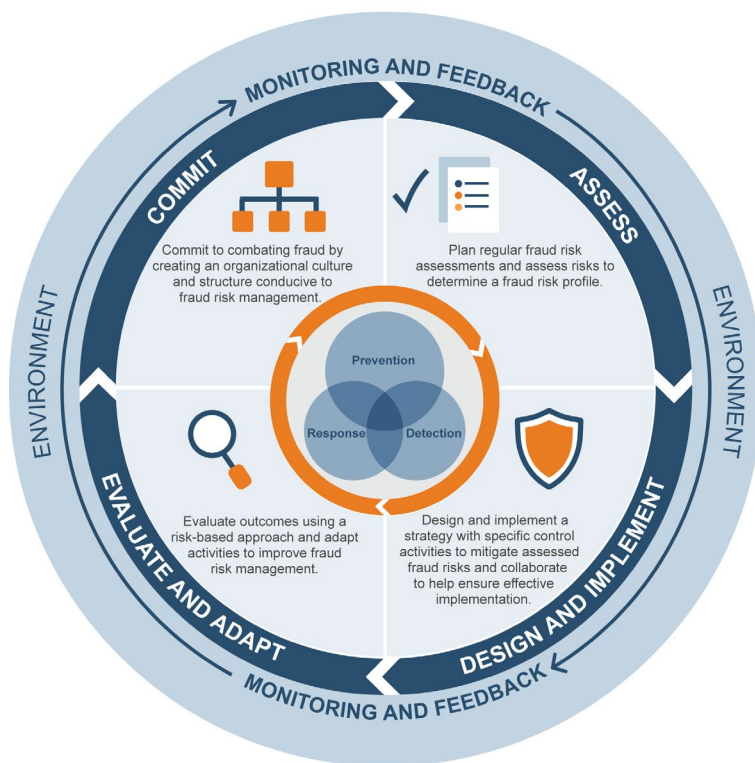 MONITORING AND FEEDBACK
COMMIT
ASSESS
Commit to combating fraud by
creating an organizational culture
and structure conducive to
fraud risk management.
Plan regular fraud risk
assessments and assess risks to
determine a fraud risk profile.
ENVIRONMENT
ENVIRONMENT
Prevention
Response
Detection
Evaluate outcomes using a
risk-based approach and adapt
activities to improve fraud
risk management.
Design and implement a
strategy with specific control
activities to mitigate assessed
fraud risks and collaborate
to help ensure effective
implementation.
EVALUATE AND ADAPT
DESIGN AND IMPLEMENT
MONITORING AND FEEDBACK